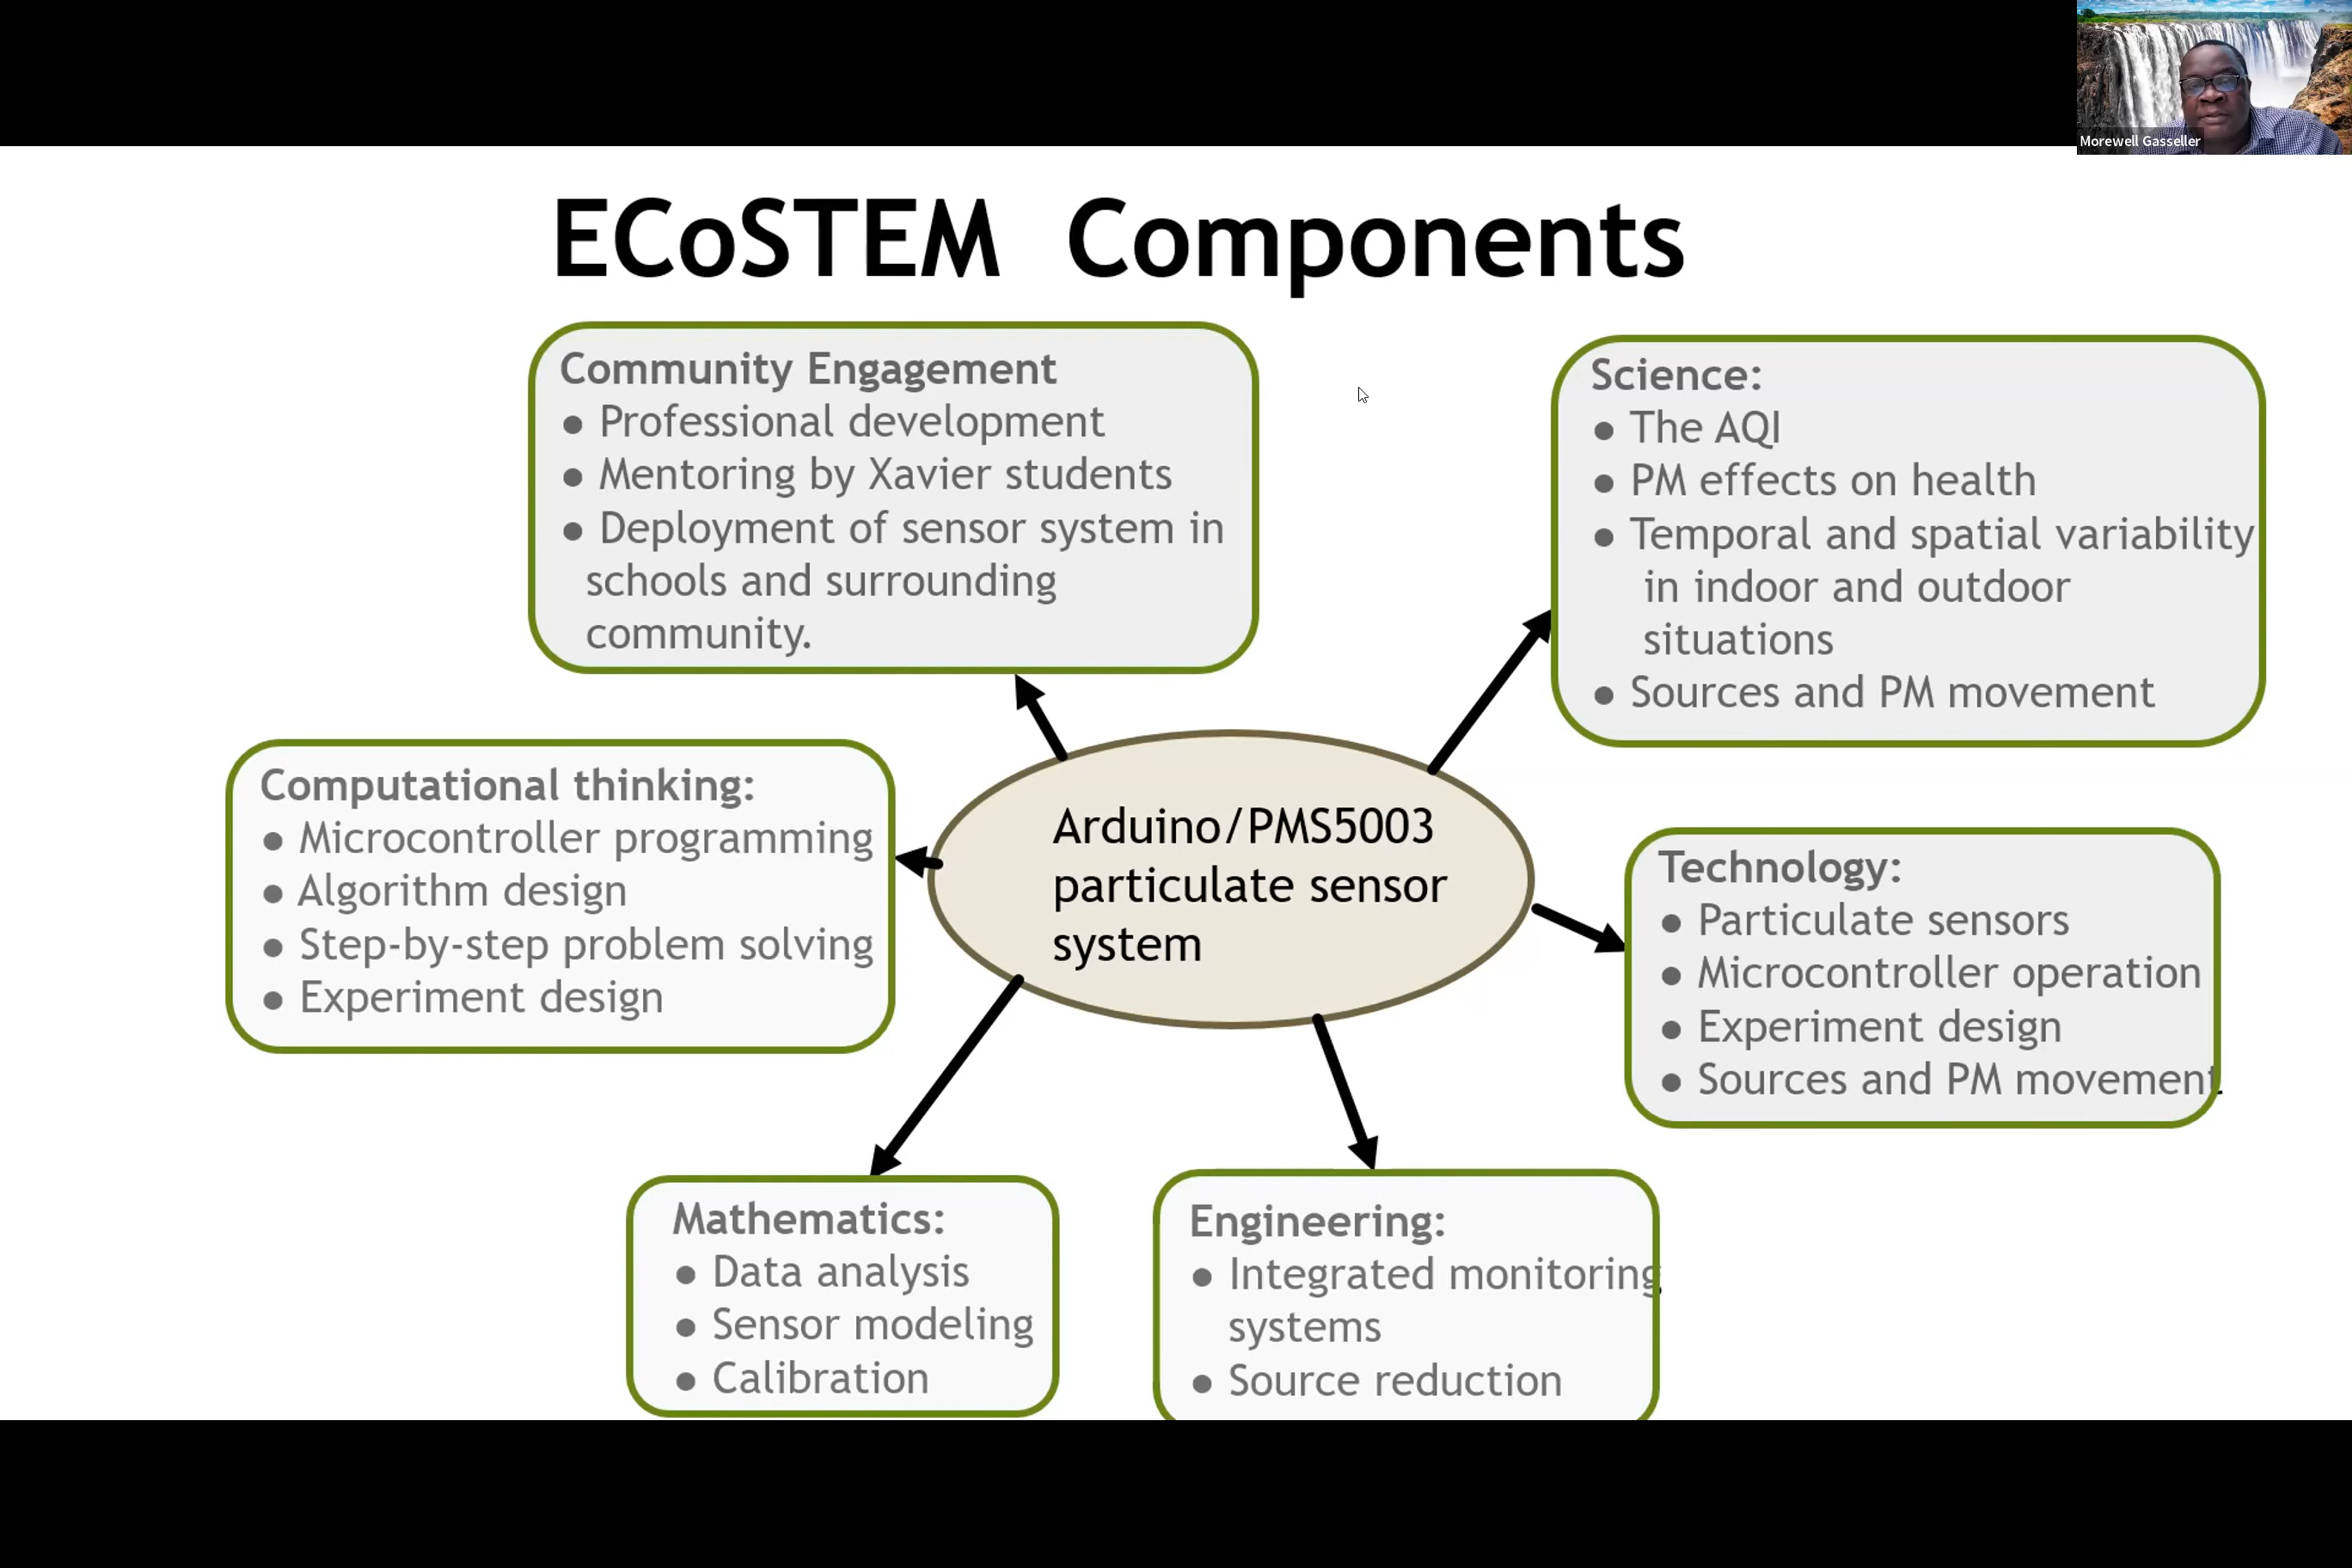 Morewell Gasseller
ECoSTEM Components
Community Engagement
● Professional development
● Mentoring by Xavier students
● Deployment of sensor system in
schools and surrounding
community.
Science:
● The AQI
● PM effects on health
● Temporal and spatial variability
in indoor and outdoor
situations
● Sources and PM movement
Computational thinking:
● Microcontroller programming
● Algorithm design
● Step-by-step problem solving
● Experiment design
Arduino/PMS5003
particulate sensor
system
Technology:
● Particulate sensors
● Microcontroller operation
● Experiment design
● Sources and PM movement
Mathematics:
● Data analysis
● Sensor modeling
● Calibration
Engineering:
● Integrated monitoring
systems
● Source reduction